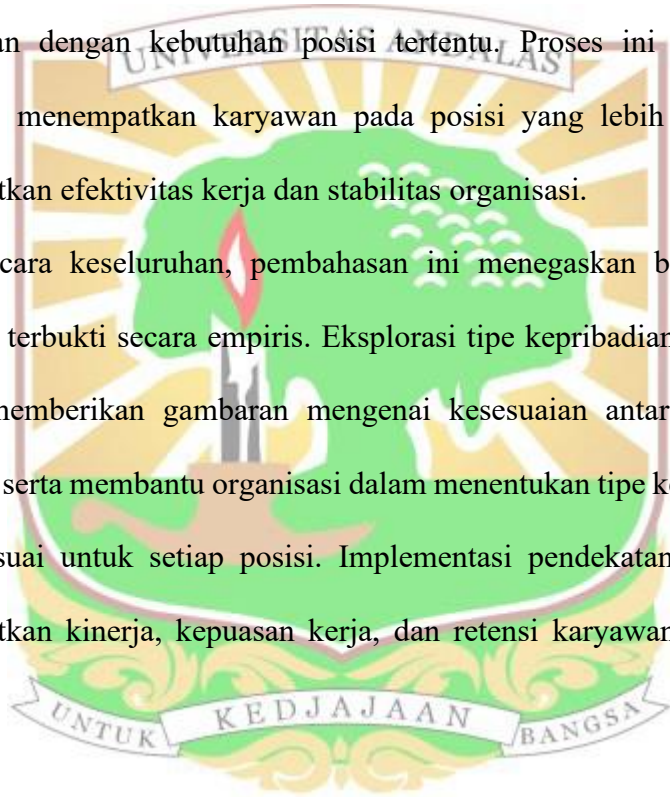 UNIVERSITAS ANDALAS
an dengan kebutuhan posisi tertentu. Proses ini
menempatkan karyawan pada posisi yang lebih
tkan efektivitas kerja dan stabilitas organisasi.
cara keseluruhan, pembahasan ini menegaskan b
terbukti secara empiris. Eksplorasi tipe kepribadian
nemberikan gambaran mengenai kesesuaian antar
serta membantu organisasi dalam menentukan tipe k
suai untuk setiap posisi. Implementasi pendekatan
tkan kinerja, kepuasan kerja, dan retensi karyawan
UNTUK KEDJAJAAN BANGSA